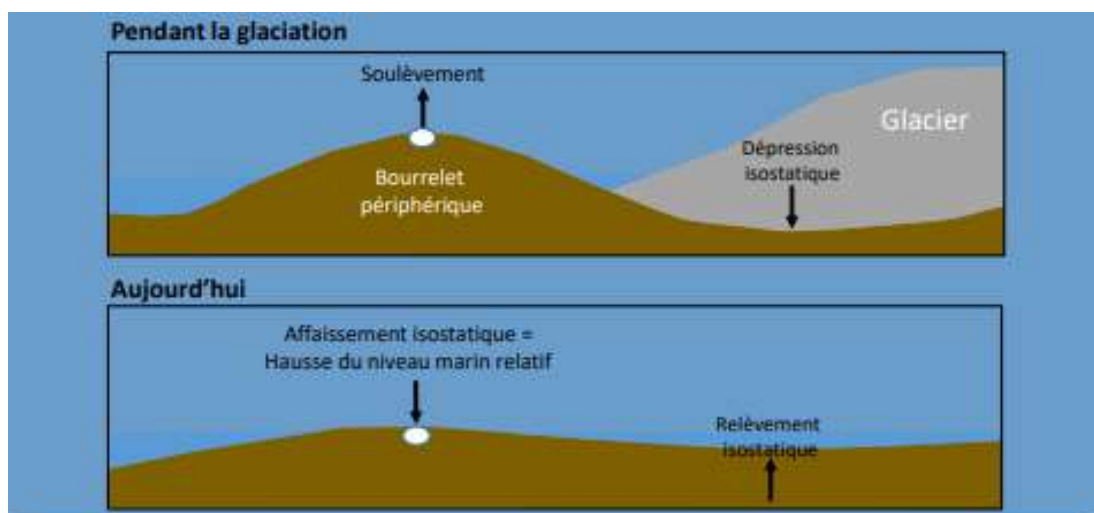 Pendant la glaciation
Soulèvement
Glacier
Dépression
isostatique
Bourrelet
périphérique
Aujourd'hui
Affaissement isostatique =
Hausse du niveau marin relatif
Relèvement
isostatique